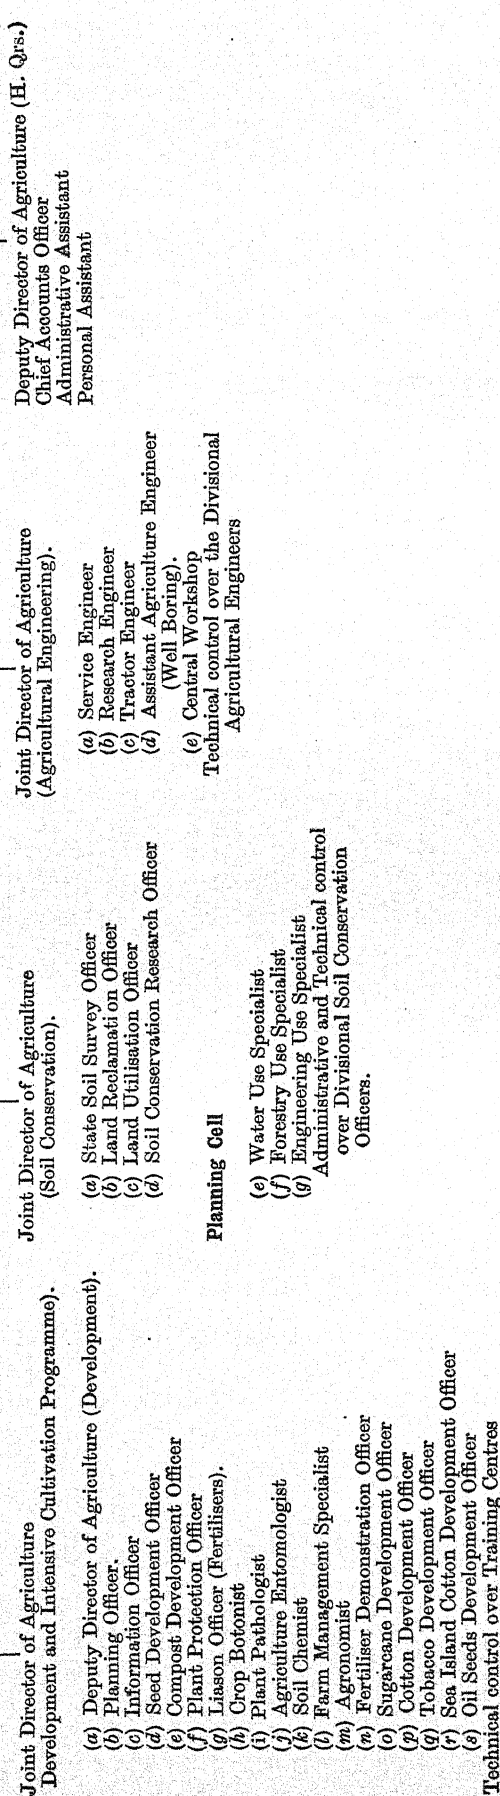 Joint Director of Agriculture
Development and Intensive Cultivation Programme).
(a) Deputy Director of Agriculture (Development).
(b) Planning Officer.
(c) Information Officer
(d) Seed Development Officer
(e) Compost Development Officer
(f) Plant Protection Officer
(g) Liason Officer (Fertilisers).
(h) Crop Botonist
(i) Plant Pathologist
(j) Agriculture Entomologist
(k) Soil Chemist
(l) Farm Management Specialist
(m) Agronomist
(n) Fertiliser Demonstration Officer
(o) Sugarcane Development Officer
(p) Cotton Development Officer
(q) Tobacco Development Officer
(r) Sea Island Cotton Development Officer
(s) Oil Seeds Development Officer
Technical control over Training Centres
Joint Director of Agriculture
(Soil Conservation).
(a) State Soil Survey Officer
(b) Land Reclamation Officer
(c) Land Utilisation Officer
(d) Soil Conservation Research Officer
Planning Cell
(e) Water Use Specialist
(f) Forestry Use Specialist
(g) Engineering Use Specialist
Administrative and Technical control
over Divisional Soil Conservation
Officers.
Joint Director of Agriculture
(Agricultural Engineering).
(a) Service Engineer
(b) Research Engineer
(c) Tractor Engineer
(d) Assistant Agriculture Engineer
(Well Boring).
(e) Central Workshop
Technical control over the Divisional
Agricultural Engineers
Deputy Director of Agriculture (H. Qrs.)
Chief Accounts Officer
Administrative Assistant
Personal Assistant